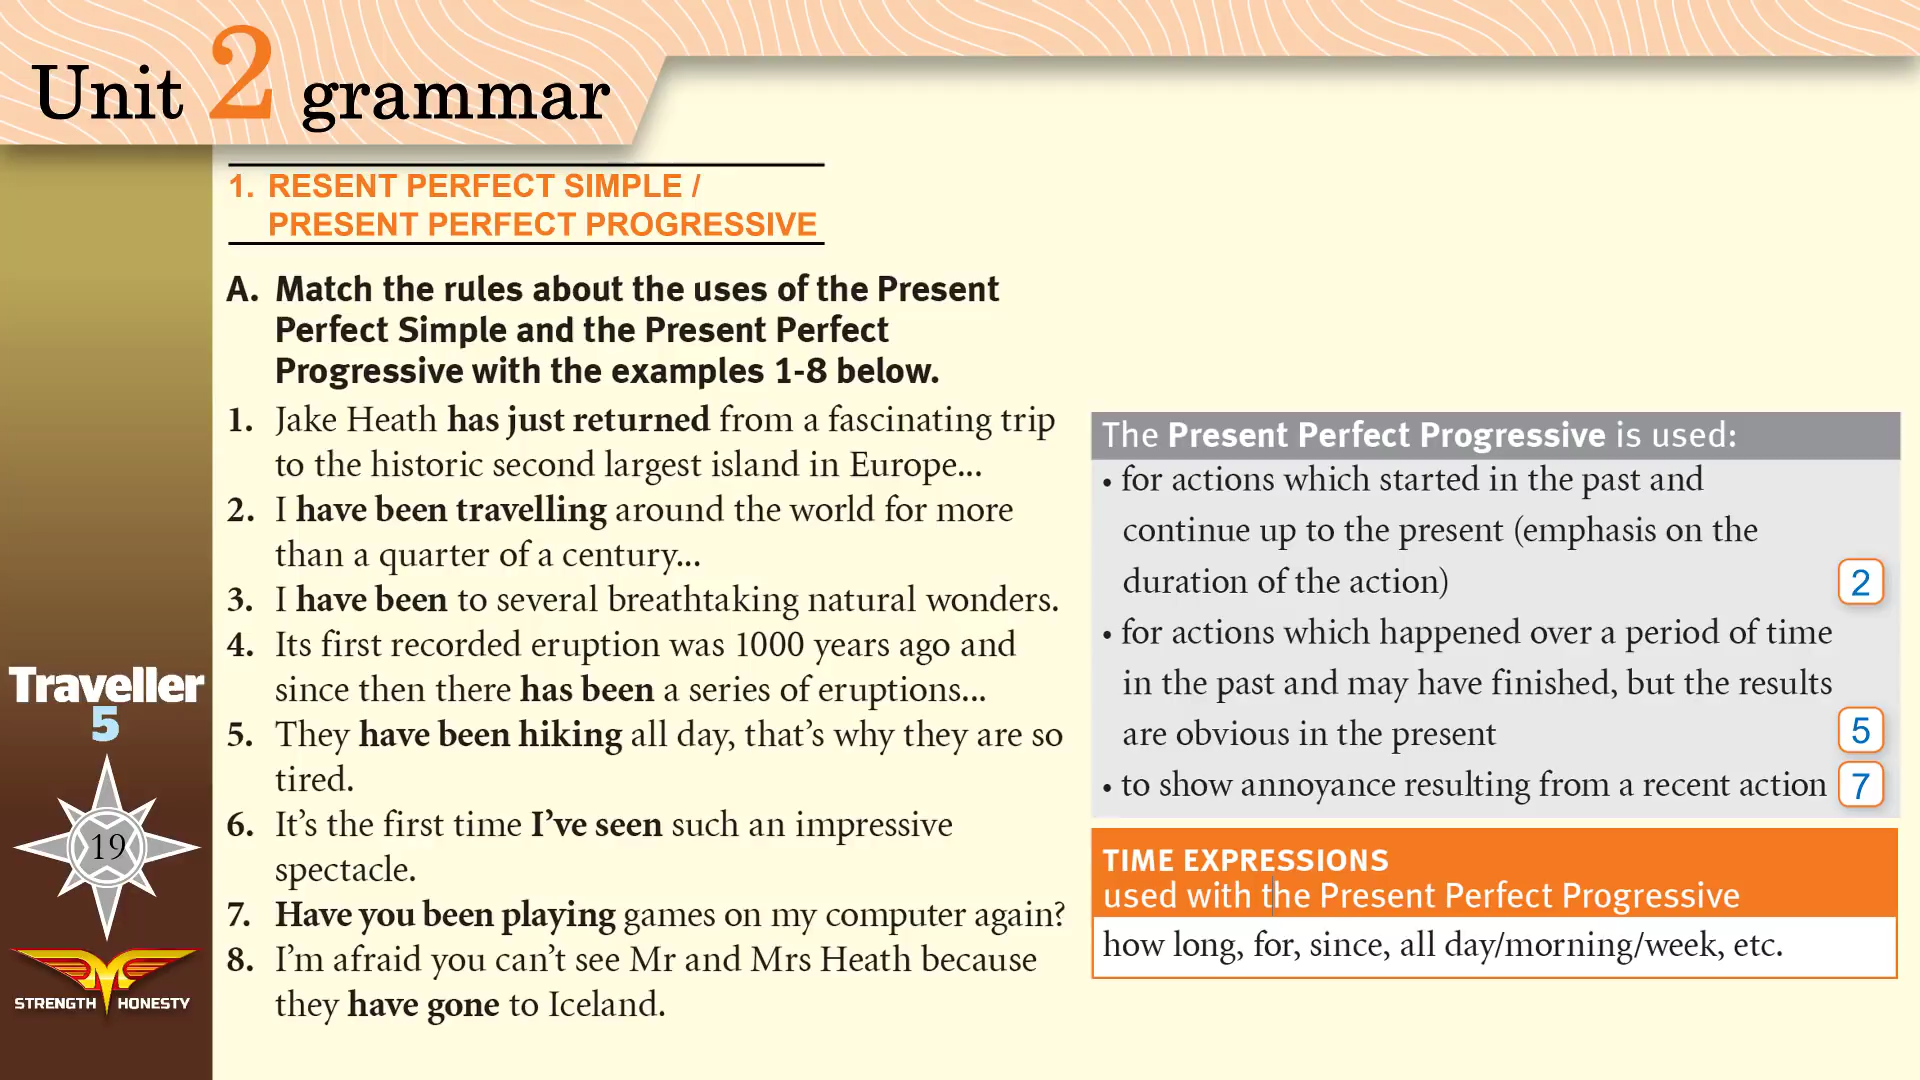 Unit 2 grammar
1. RESENT PERFECT SIMPLE /
PRESENT PERFECT PROGRESSIVE
A. Match the rules about the uses of the Present
Perfect Simple and the Present Perfect
Progressive with the examples 1-8 below.
1. Jake Heath has just returned from a fascinating trip
to the historic second largest island in Europe...
2. I have been travelling around the world for more
than a quarter of a century...
3. I have been to several breathtaking natural wonders.
4. Its first recorded eruption was 1000 years ago and
since then there has been a series of eruptions...
5. They have been hiking all day, that's why they are so
tired.
6. It's the first time I've seen such an impressive
spectacle.
7. Have you been playing games on my computer again?
8. I'm afraid you can't see Mr and Mrs Heath because
they have gone to Iceland.
The Present Perfect Progressive is used:
• for actions which started in the past and
continue up to the present (emphasis on the
duration of the action) 2
• for actions which happened over a period of time
in the past and may have finished, but the results
are obvious in the present 5
• to show annoyance resulting from a recent action 7
TIME EXPRESSIONS
used with the Present Perfect Progressive
how long, for, since, all day/morning/week, etc.
Traveller
5
19
STRENGTH HONESTY